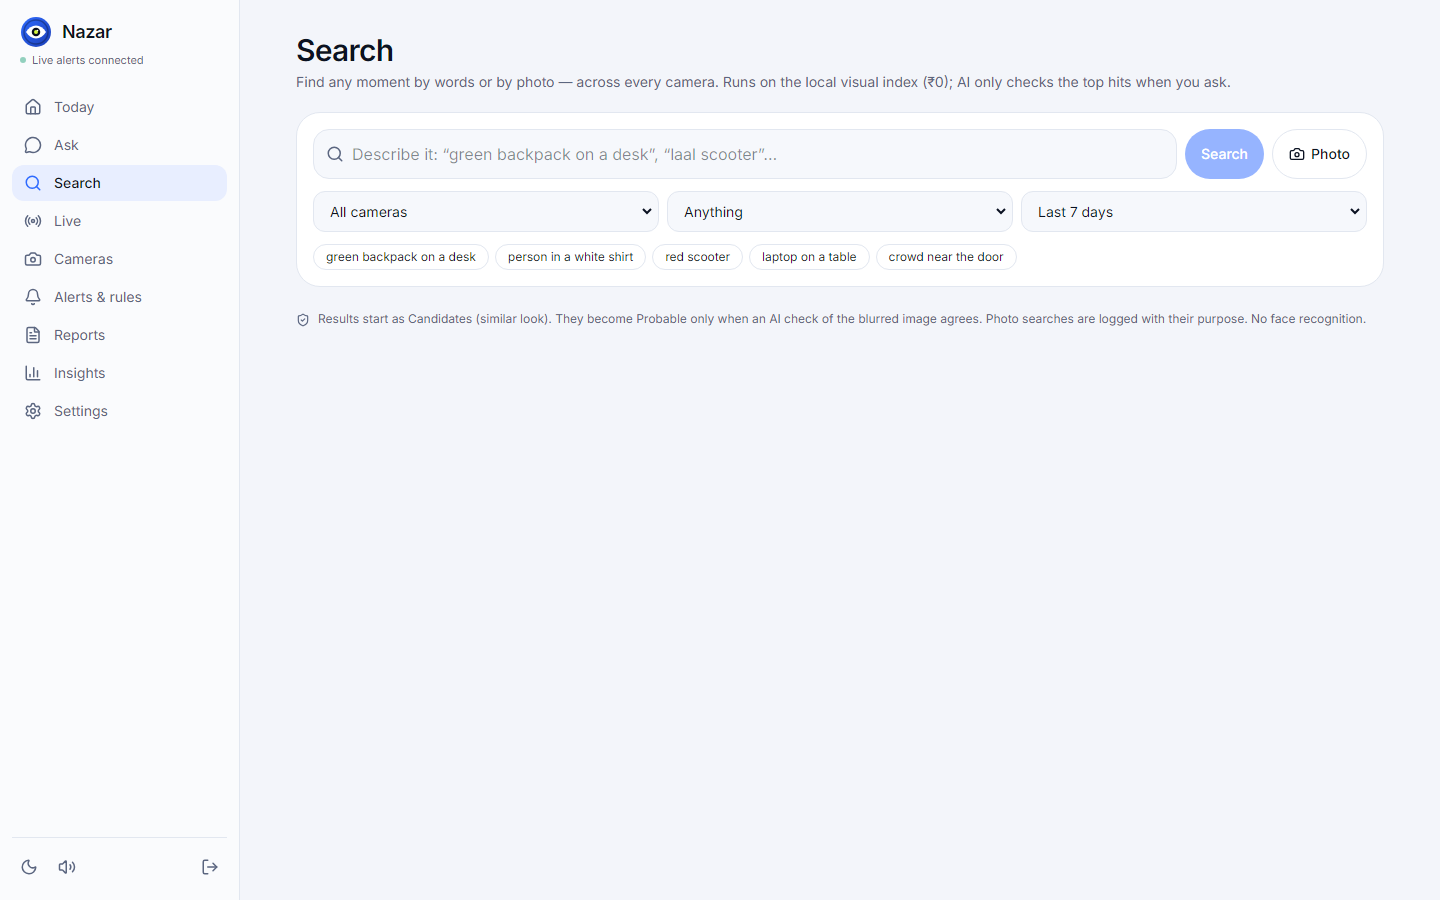 Nazar
Live alerts connected
Today
Ask
Search
Live
Cameras
Alerts & rules
Reports
Insights
Settings
Search
Find any moment by words or by photo — across every camera. Runs on the local visual index (₹0); AI only checks the top hits when you ask.
Describe it: “green backpack on a desk”, “laal scooter”...
Search
Photo
All cameras
Anything
Last 7 days
green backpack on a desk
person in a white shirt
red scooter
laptop on a table
crowd near the door
Results start as Candidates (similar look). They become Probable only when an AI check of the blurred image agrees. Photo searches are logged with their purpose. No face recognition.